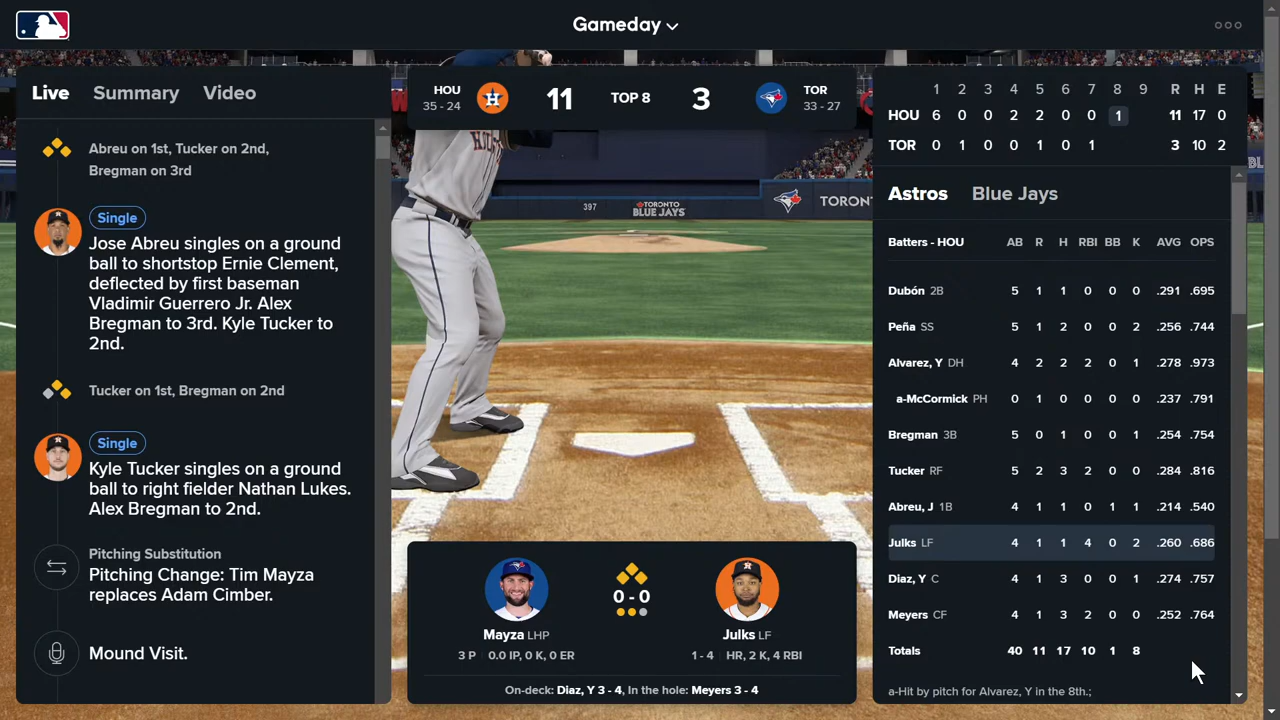 Gameday
Live Summary Video
Abreu on 1st, Tucker on 2nd,
Bregman on 3rd
Single
Jose Abreu singles on a ground
ball to shortstop Ernie Clement,
deflected by first baseman
Vladimir Guerrero Jr. Alex
Bregman to 3rd. Kyle Tucker to
2nd.
Tucker on 1st, Bregman on 2nd
Single
Kyle Tucker singles on a ground
ball to right fielder Nathan Lukes.
Alex Bregman to 2nd.
Pitching Substitution
Pitching Change: Tim Mayza
replaces Adam Cimber.
Mound Visit.
HOU 11 TOP 8 3 TOR
35 - 24 33 - 27
397
TORONTO
BLUE JAYS
TORON
Mayza LHP
3 P 0.0 IP, 0 K, 0 ER
0 - 0
Julks LF
1 - 4 HR, 2 K, 4 RBI
On-deck: Diaz, Y 3 - 4, In the hole: Meyers 3 - 4
1 2 3 4 5 6 7 8 9 R H E
HOU 6 0 0 2 2 0 0 1 11 17 0
TOR 0 1 0 0 1 0 1 3 10 2
Astros Blue Jays
Batters - HOU AB R H RBI BB K AVG OPS
Dubón 2B 5 1 1 0 0 0 .291 .695
Peña SS 5 1 2 0 0 2 .256 .744
Alvarez, Y DH 4 2 2 2 0 1 .278 .973
a-McCormick PH 0 1 0 0 0 0 .237 .791
Bregman 3B 5 0 1 0 0 1 .254 .754
Tucker RF 5 2 3 2 0 0 .284 .816
Abreu, J 1B 4 1 1 0 1 1 .214 .540
Julks LF 4 1 1 4 0 2 .260 .686
Diaz, Y C 4 1 3 0 0 1 .274 .757
Meyers CF 4 1 3 2 0 0 .252 .764
Totals 40 11 17 10 1 8
a-Hit by pitch for Alvarez, Y in the 8th.;